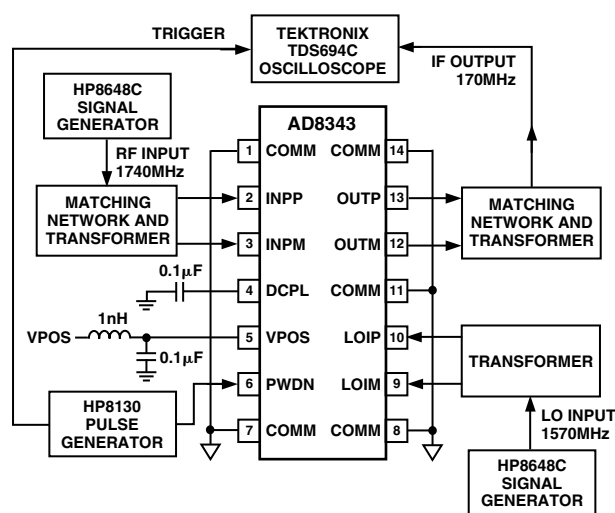 TRIGGER
TEKTRONIX
TDS694C
OSCILLOSCOPE
IF OUTPUT
170MHz
HP8648C
SIGNAL
GENERATOR
RF INPUT
1740MHz
MATCHING
NETWORK AND
TRANSFORMER
0.1μF
1nH
VPOS
0.1μF
HP8130
PULSE
GENERATOR
AD8343
1 COMM COMM 14
2 INPP OUTP 13
3 INPM OUTM 12
4 DCPL COMM 11
5 VPOS LOIP 10
6 PWDN LOIM 9
7 COMM COMM 8
MATCHING
NETWORK AND
TRANSFORMER
TRANSFORMER
LO INPUT
1570MHz
HP8648C
SIGNAL
GENERATOR